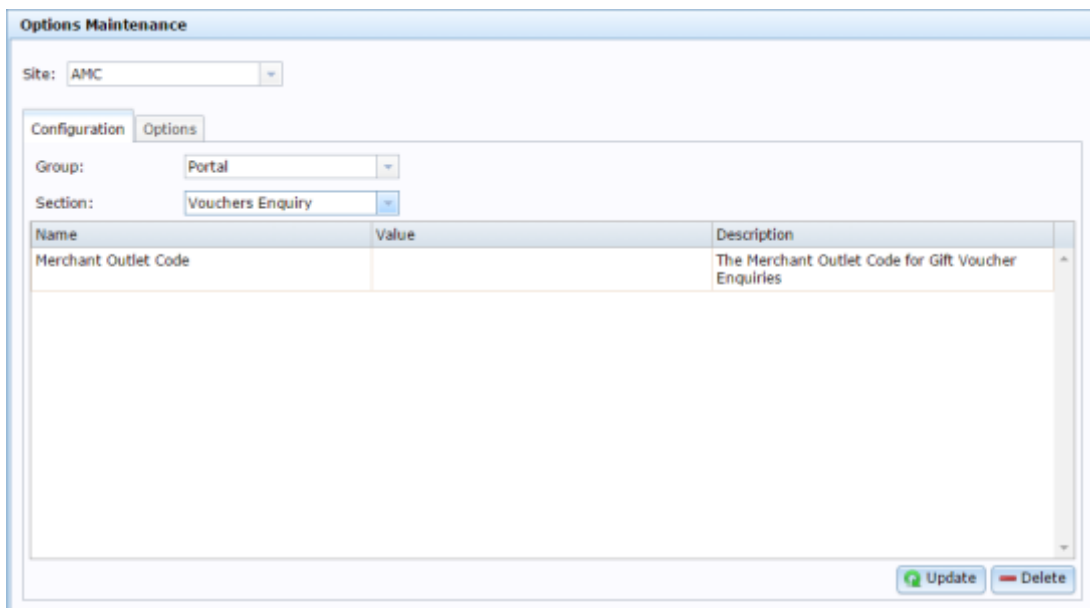 Options Maintenance
Site: AMC
Configuration Options
Group: Portal
Section: Vouchers Enquiry
Name Value Description
Merchant Outlet Code The Merchant Outlet Code for Gift Voucher
Enquiries
Update Delete